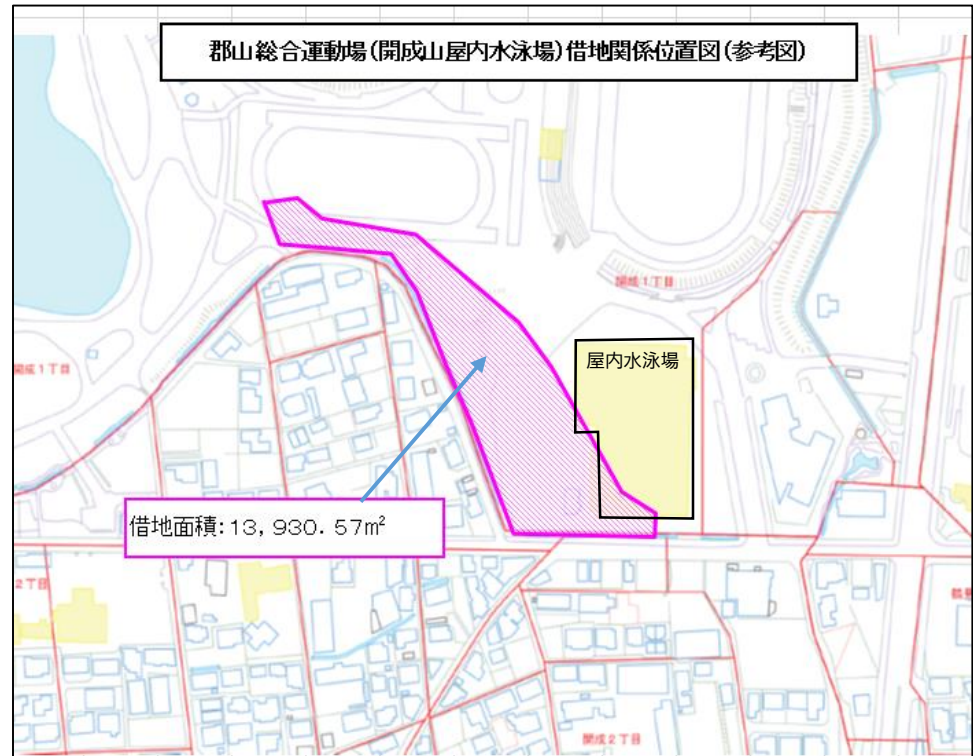 郡山総合運動場(開成山屋内水泳場)借地関係位置図(参考図)
開成1丁目
屋内水泳場
開成1丁目
借地面積:13,930.57m²
2丁目
開成2丁目